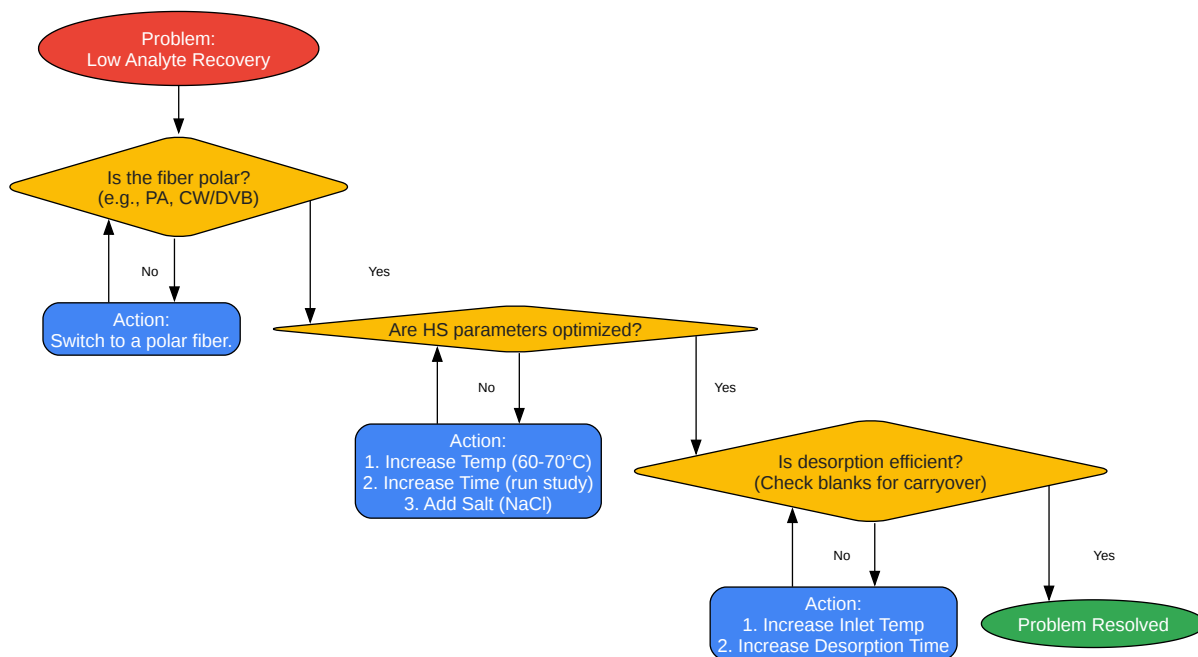 Problem:
Low Analyte Recovery
Is the fiber polar?
(e.g., PA, CW/DVB)
No
Yes
Action:
Switch to a polar fiber.
Are HS parameters optimized?
No
Yes
Action:
1. Increase Temp (60-70°C)
2. Increase Time (run study)
3. Add Salt (NaCl)
Is desorption efficient?
(Check blanks for carryover)
No
Yes
Action:
1. Increase Inlet Temp
2. Increase Desorption Time
Problem Resolved